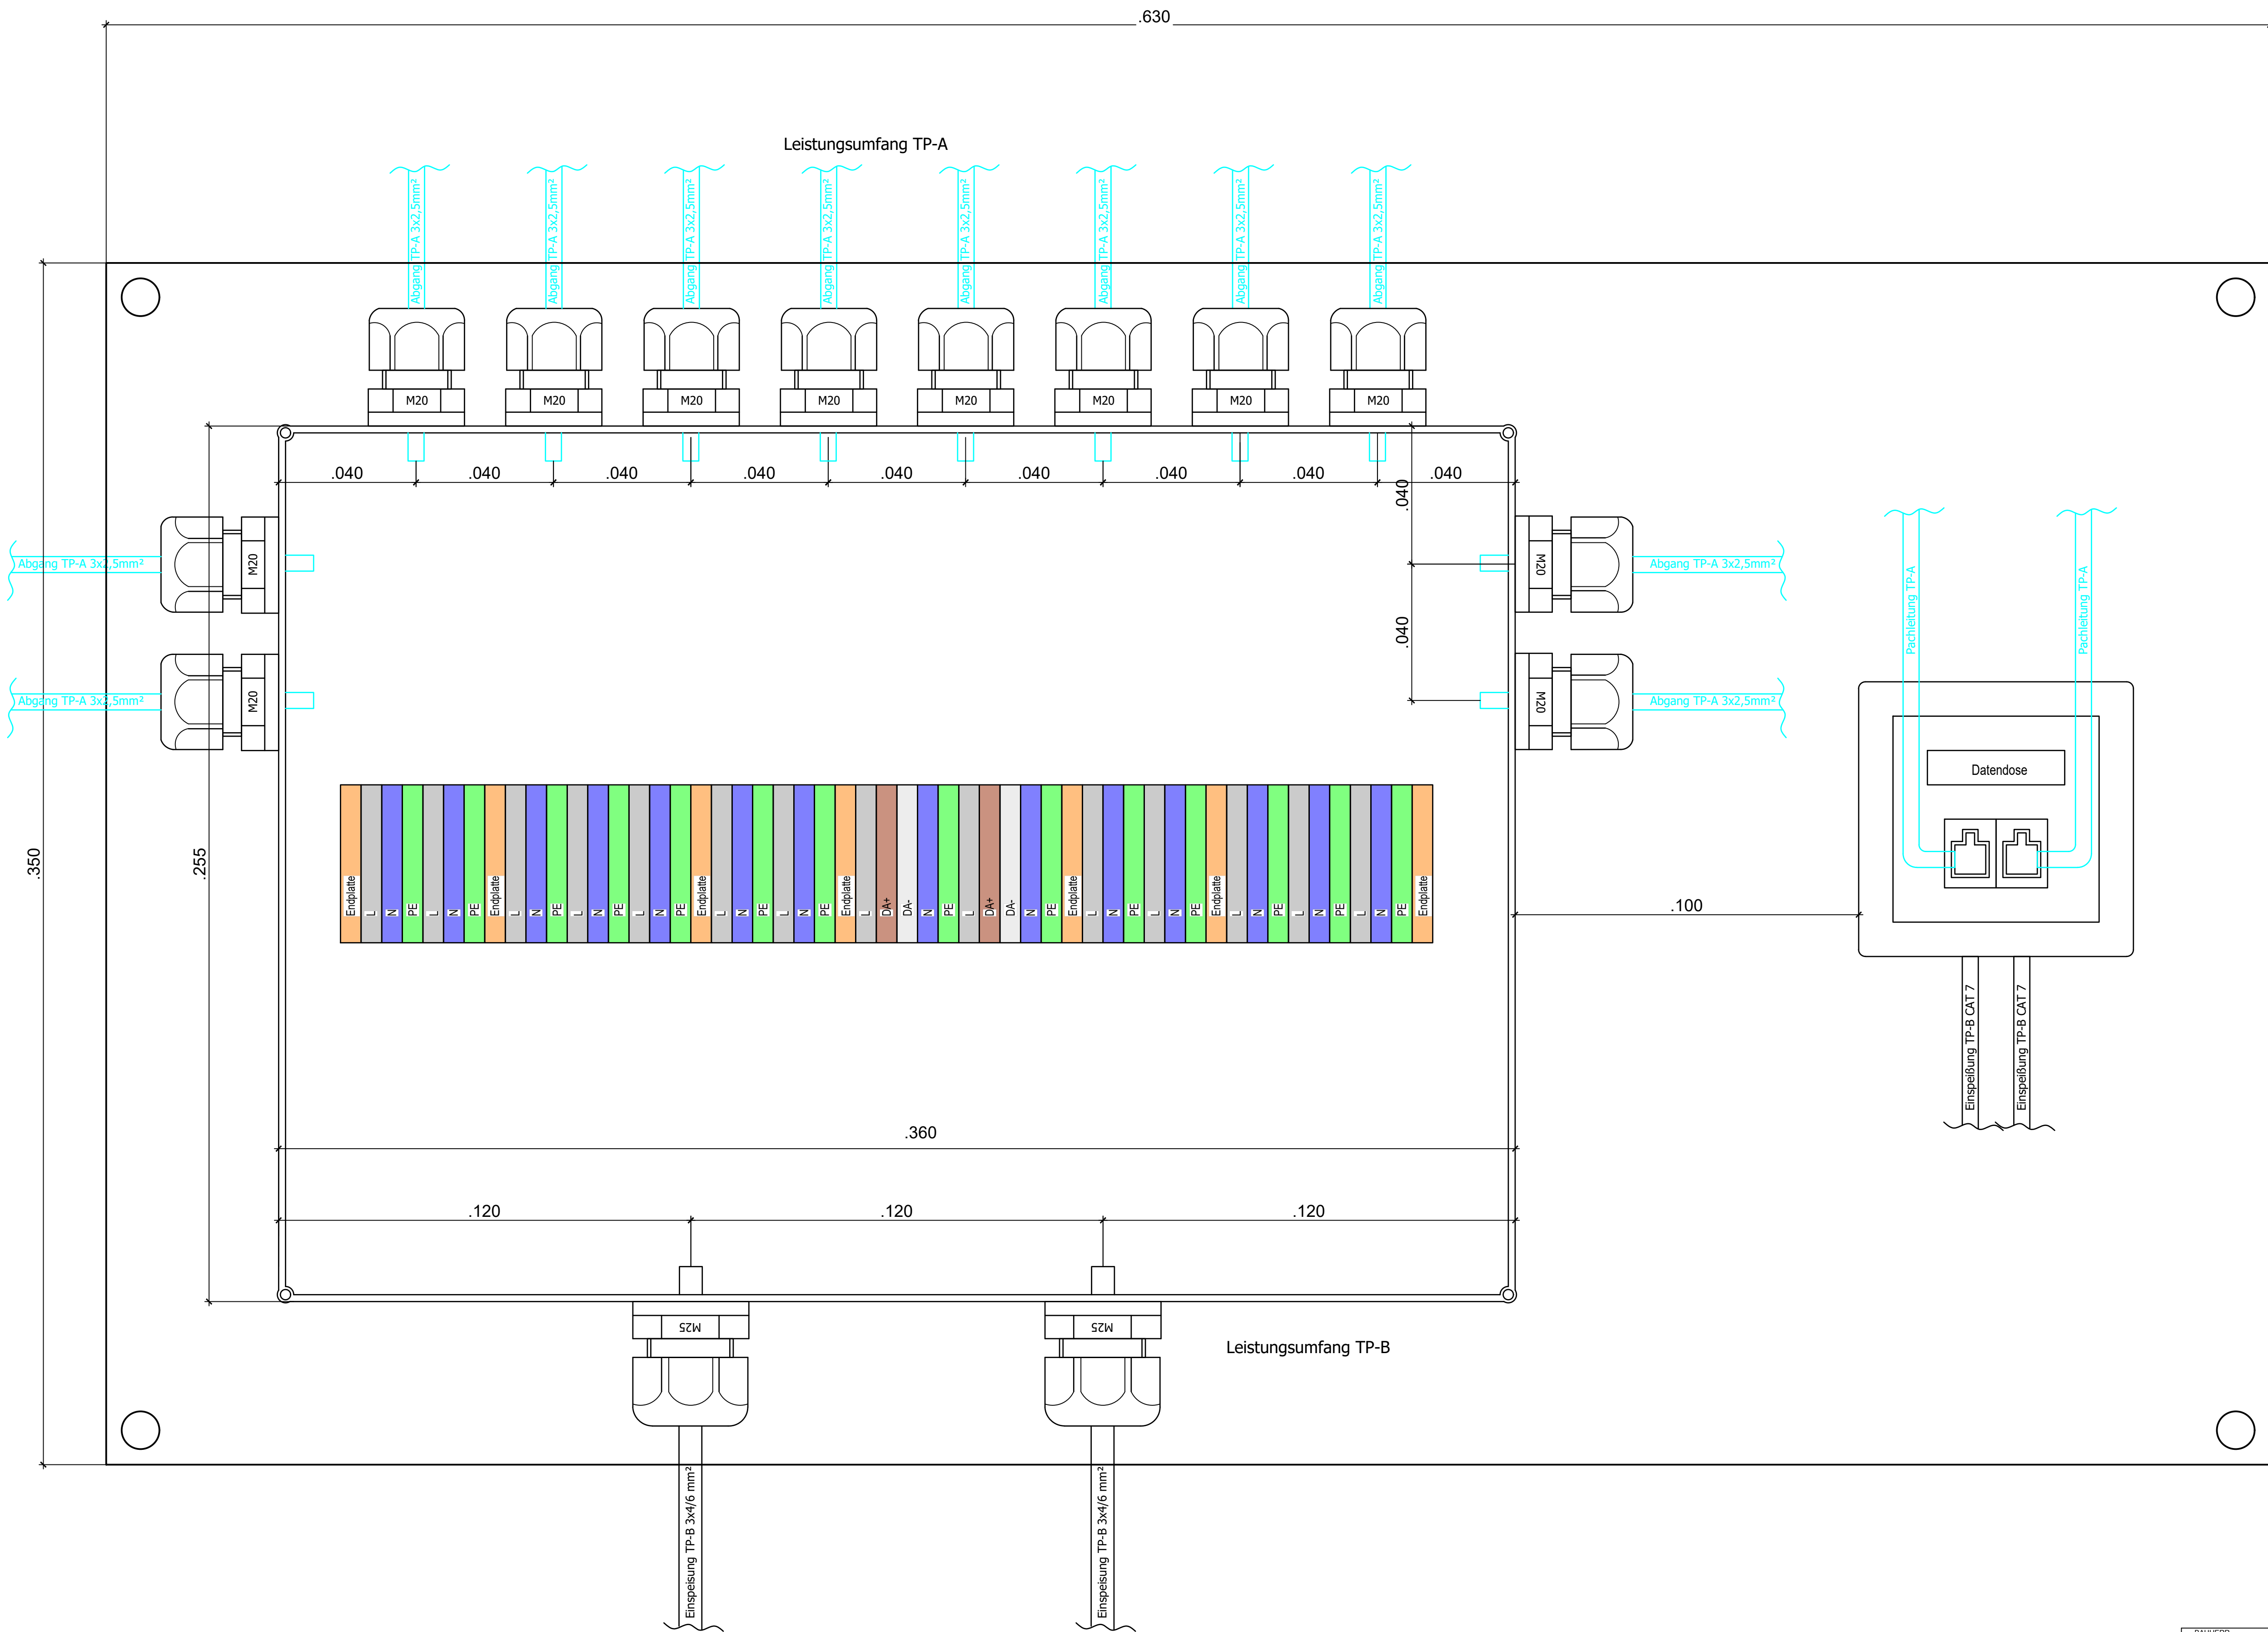 .630
Leistungsumfang TP-A
Abgang TP-A 3x2,5mm²
Abgang TP-A 3x2,5mm²
Abgang TP-A 3x2,5mm²
Abgang TP-A 3x2,5mm²
Abgang TP-A 3x2,5mm²
Abgang TP-A 3x2,5mm²
Abgang TP-A 3x2,5mm²
Abgang TP-A 3x2,5mm²
M20
M20
M20
M20
M20
M20
M20
M20
.040
.040
.040
.040
.040
.040
.040
.040
.040
.040
.040
Abgang TP-A 3x2,5mm²
M20
M20
Abgang TP-A 3x2,5mm²
Abgang TP-A 3x2,5mm²
M20
M20
Abgang TP-A 3x2,5mm²
Pachleitung TP-A
Pachleitung TP-A
Datendose
.350
.255
Endplatte
L
N
PE
L
N
PE
Endplatte
L
N
PE
L
N
PE
L
N
PE
Endplatte
L
N
PE
L
N
PE
Endplatte
L
DA+
DA-
N
PE
L
DA+
DA-
N
PE
Endplatte
L
N
PE
L
N
PE
Endplatte
L
N
PE
L
N
PE
L
N
PE
Endplatte
.100
Einspeißung TP-B CAT 7
Einspeißung TP-B CAT 7
.360
.120
.120
.120
M25
M25
Leistungsumfang TP-B
Einspeisung TP-B 3x4/6 mm²
Einspeisung TP-B 3x4/6 mm²